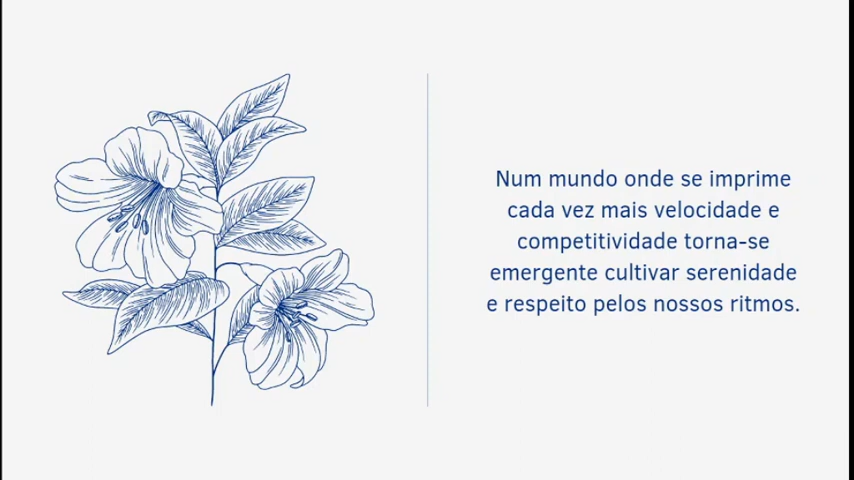 Num mundo onde se imprime
cada vez mais velocidade e
competitividade torna-se
emergente cultivar serenidade
e respeito pelos nossos ritmos.